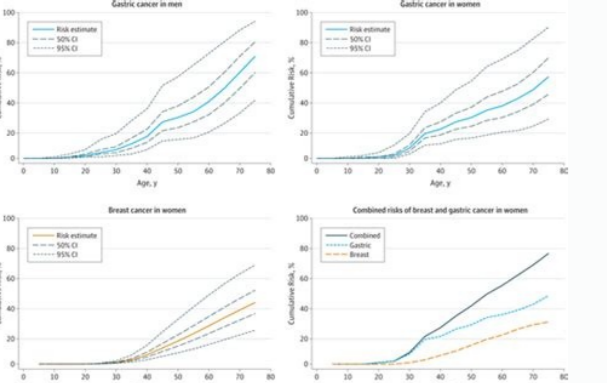 Gastric cancer in men
100
80
60
40
20
0
Risk estimate
50% CI
95% CI
0 10 20 30 40 50 60 70 80
Age, y
Gastric cancer in women
Cumulative Risk, %
100
80
60
40
20
0
Risk estimate
50% CI
95% CI
0 10 20 30 40 50 60 70 80
Age, y
Breast cancer in women
100
80
60
40
20
0
Risk estimate
50% CI
95% CI
0 10 20 30 40 50 60 70 80
Combined risks of breast and gastric cancer in women
Cumulative Risk, %
100
80
60
40
20
0
Combined
Gastric
Breast
0 10 20 30 40 50 60 70 80